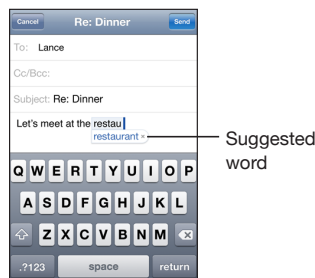 Cancel Re: Dinner Send
To: Lance
Cc/Bcc:
Subject: Re: Dinner
Let's meet at the restau
restaurant ×
Suggested
word
Q W E R T Y U I O P
A S D F G H J K L
Z X C V B N M
.?123 space return